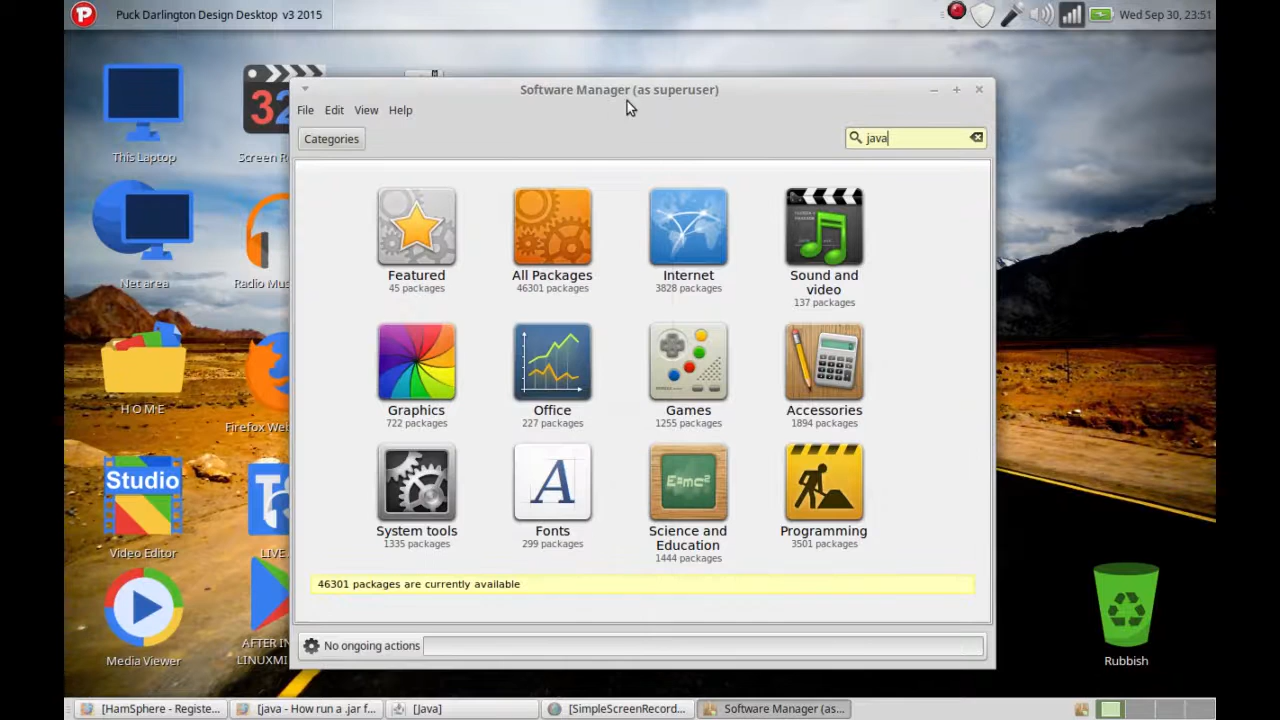 Puck Darlington Design Desktop v3 2015
Wed Sep 30, 23:51
This Laptop
Net area
H O M E
Studio
Video Editor
Media Viewer
32
Screen Re
Radio Mus
Firefox Web
LIVE
AFTER IN
LINUXMI
Software Manager (as superuser)
File Edit View Help
Categories
java
Featured
45 packages
All Packages
46301 packages
Internet
3828 packages
Sound and
video
137 packages
Graphics
722 packages
Office
227 packages
Games
1255 packages
Accessories
1894 packages
System tools
1335 packages
A
Fonts
299 packages
E=mc²
Science and
Education
1444 packages
Programming
3501 packages
46301 packages are currently available
No ongoing actions
Rubbish
[HamSphere - Registe...
[java - How run a .jar f...
[Java]
[SimpleScreenRecord...
Software Manager (as...